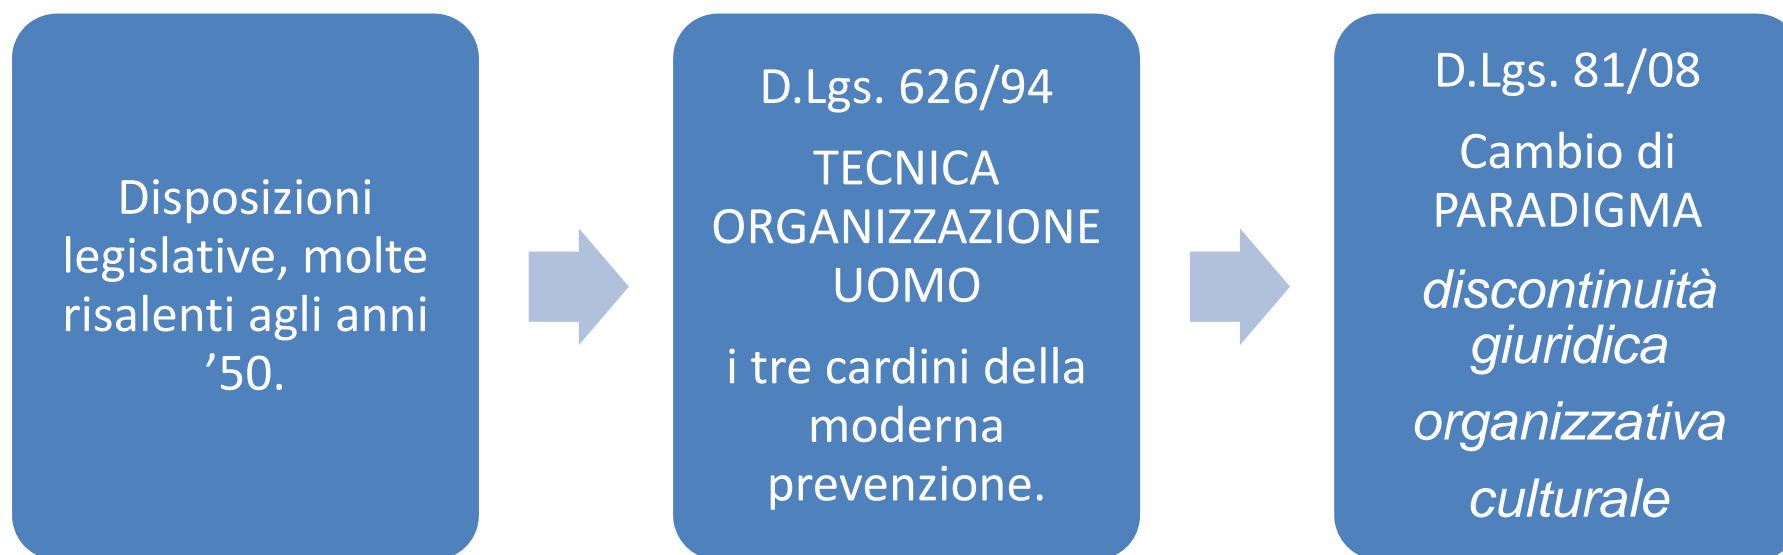 Disposizioni
legislative, molte
risalenti agli anni
’50.
D.Lgs. 626/94
TECNICA
ORGANIZZAZIONE
UOMO
i tre cardini della
moderna
prevenzione.
D.Lgs. 81/08
Cambio di
PARADIGMA
discontinuità
giuridica
organizzativa
culturale